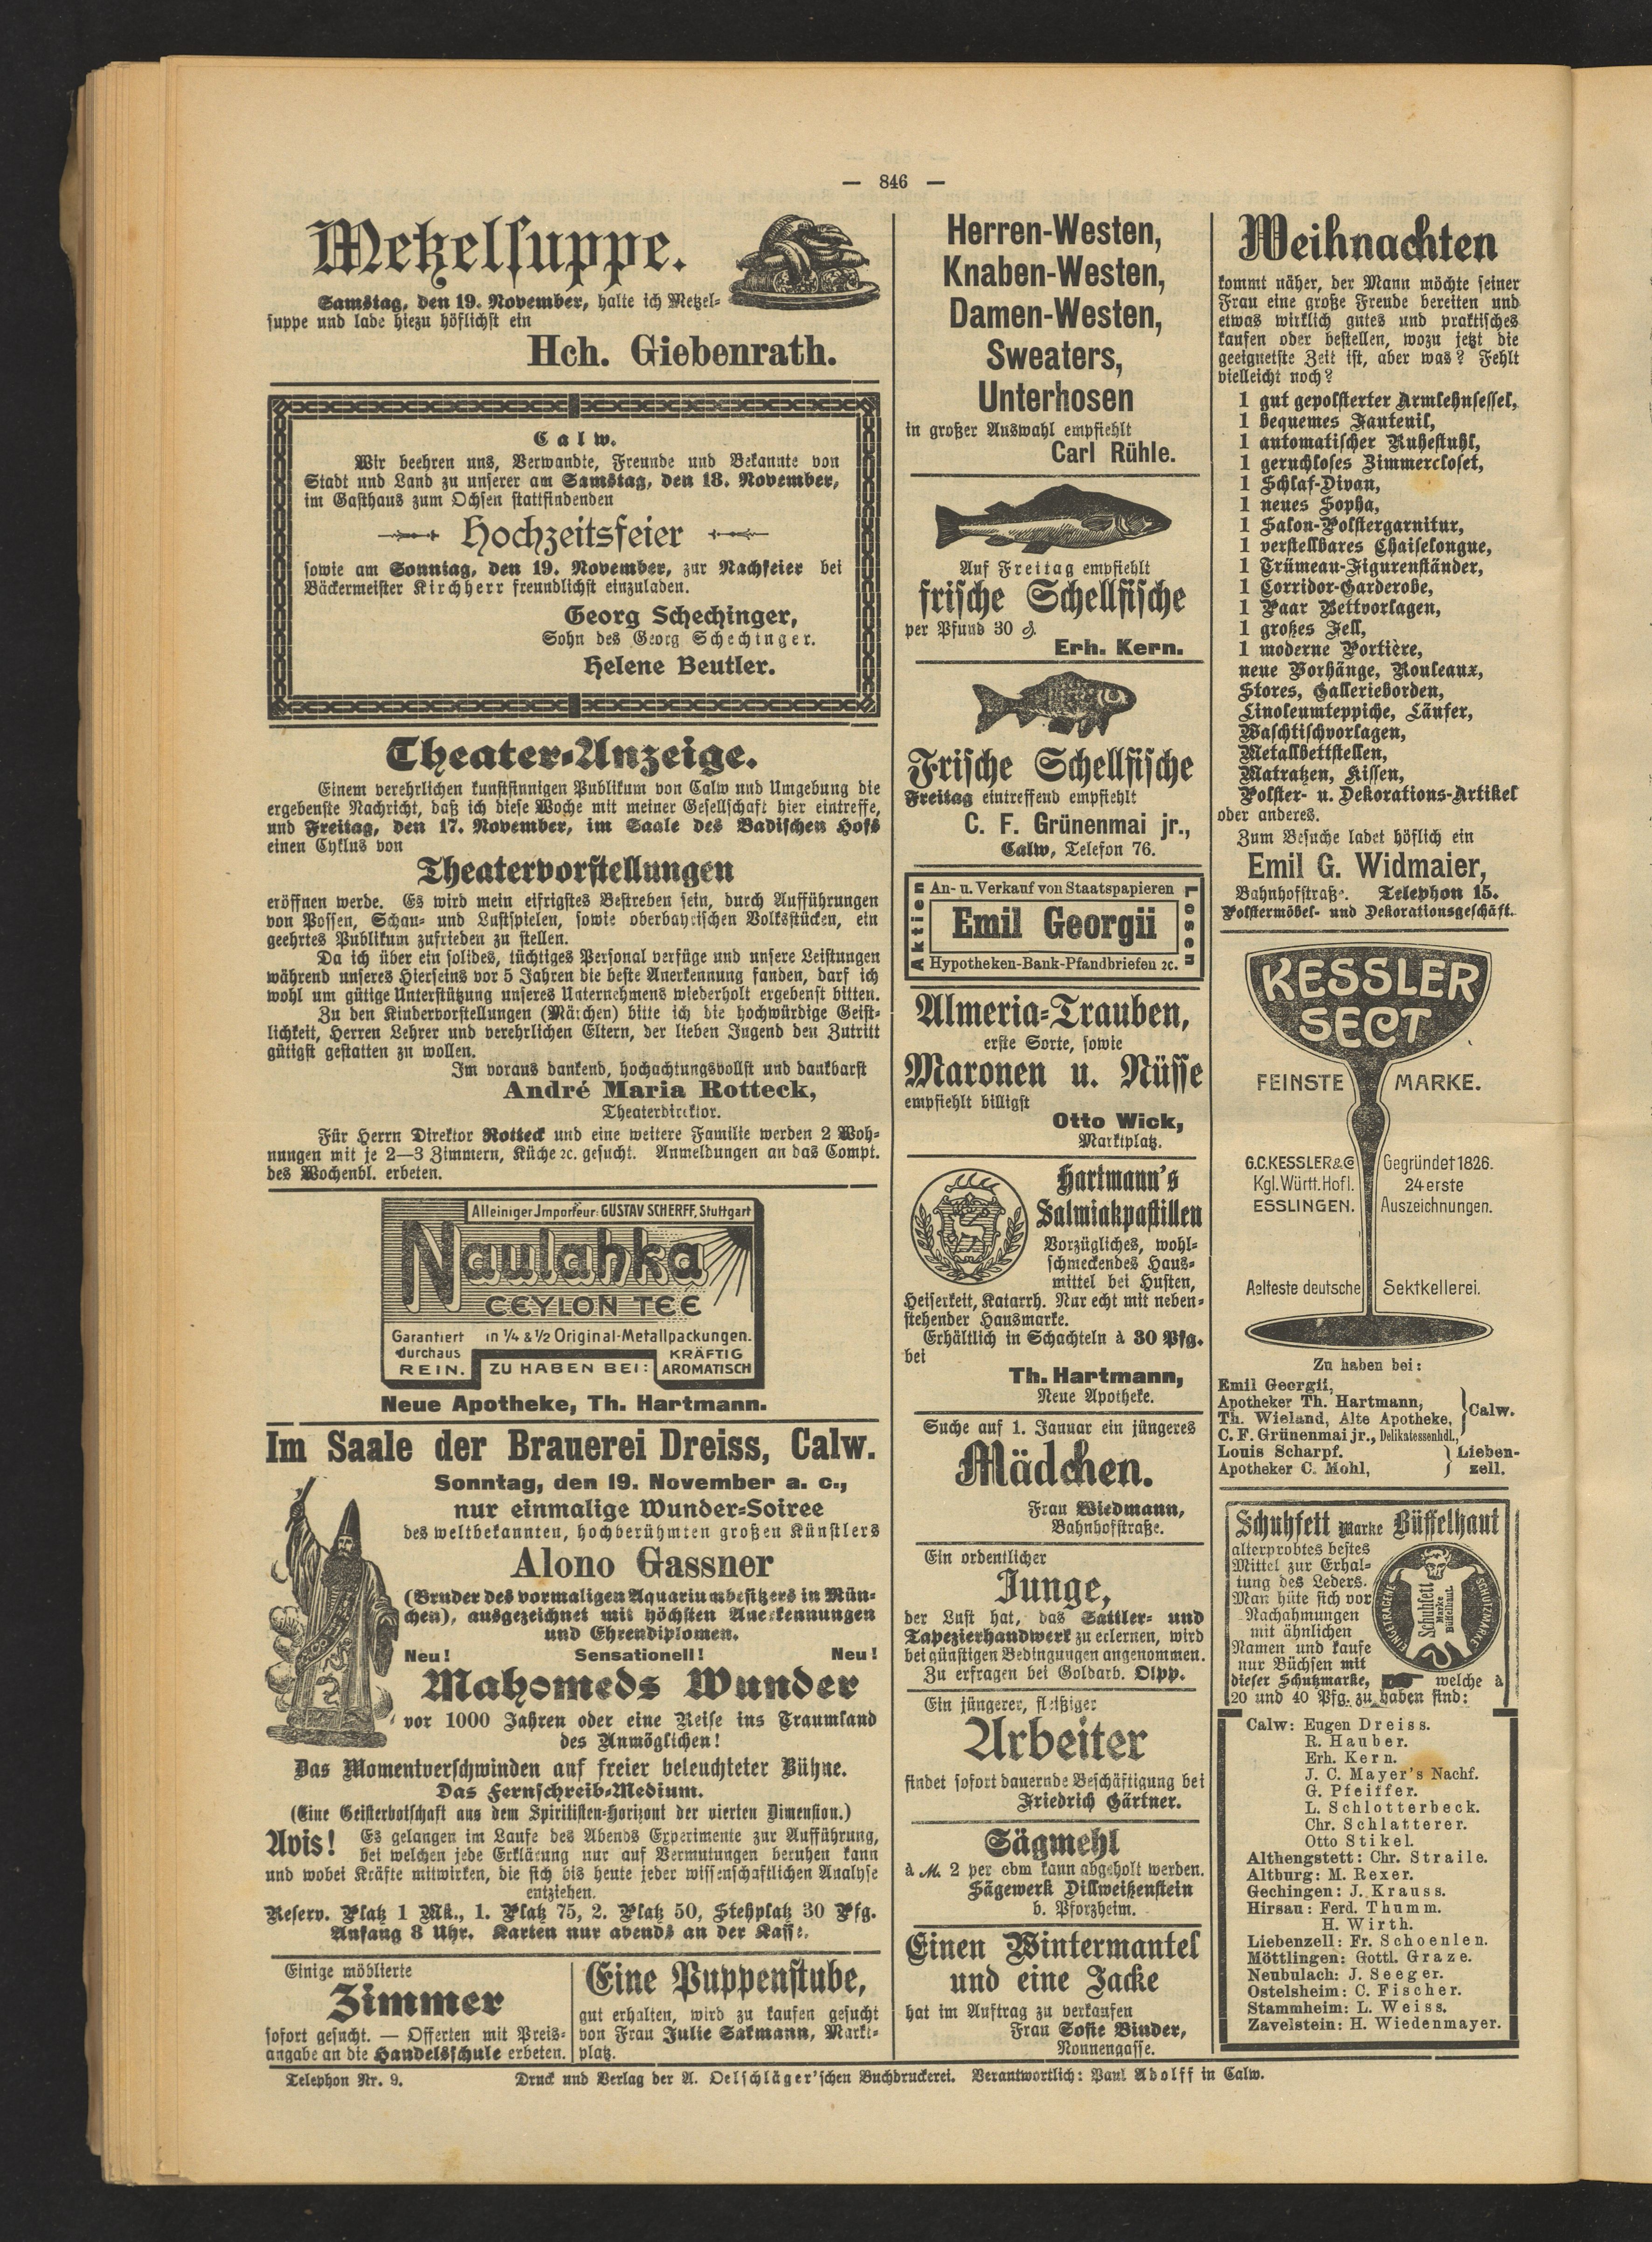 — 846 —
Metzelsuppe.
Samstag, den 19. November, halte ich Metzel-
suppe und lade hiezu höflichst ein
Hch. Giebenrath.
Calw.
Wir beehren uns, Verwandte, Freunde und Bekannte von
Stadt und Land zu unserer am Samstag, den 18. November,
im Gasthaus zum Ochsen stattfindenden
Hochzeitsfeier
sowie am Sonntag, den 19. November, zur Nachfeier bei
Bäckermeister Kirchherr freundlichst einzuladen.
Georg Schechinger,
Sohn des Georg Schechinger.
Helene Beutler.
Theater-Anzeige.
Einem verehrlichen kunstsinnigen Publikum von Calw und Umgebung die
ergebenste Nachricht, daß ich diese Woche mit meiner Gesellschaft hier eintreffe,
und Freitag, den 17. November, im Saale des Badischen Hofs
einen Cyklus von
Theatervorstellungen
eröffnen werde. Es wird mein eifrigstes Bestreben sein, durch Aufführungen
von Possen, Schau- und Lustspielen, sowie oberbayrischen Volksstücken, ein
geehrtes Publikum zufrieden zu stellen.
Da ich über ein solides, tüchtiges Personal verfüge und unsere Leistungen
während unseres Hierseins vor 5 Jahren die beste Anerkennung fanden, darf ich
wohl um gütige Unterstützung unseres Unternehmens wiederholt ergebenst bitten.
Zu den Kindervorstellungen (Märchen) bitte ich die hochwürdige Geist-
lichkeit, Herren Lehrer und verehrlichen Eltern, der lieben Jugend den Zutritt
gütigst gestatten zu wollen.
Im voraus dankend, hochachtungsvollst und dankbarst
André Maria Rotteck,
Theaterdirektor.
Für Herrn Direktor Rotteck und eine weitere Familie werden 2 Woh-
nungen mit je 2—3 Zimmern, Küche ꝛc. gesucht. Anmeldungen an das Compt.
des Wochenbl. erbeten.
Alleiniger Jmporteur: GUSTAV SCHERFF, Stuttgart
Naulahka
CEYLON TEE
Garantiert in ¼ & ½ Original-Metallpackungen.
durchaus KRÄFTIG
REIN. ZU HABEN BEI: AROMATISCH
Neue Apotheke, Th. Hartmann.
Im Saale der Brauerei Dreiss, Calw.
Sonntag, den 19. November a. c.,
nur einmalige Wunder-Soiree
des weltbekannten, hochberühmten großen Künstlers
Alono Gassner
(Bruder des vormaligen Aquariumbesitzers in Mün-
chen), ausgezeichnet mit höchsten Anerkennungen
und Ehrendiplomen.
Neu! Sensationell! Neu!
Mahomeds Wunder
vor 1000 Jahren oder eine Reise ins Traumland
des Unmöglichen!
Das Momentverschwinden auf freier beleuchteter Bühne.
Das Fernschreib-Medium.
(Eine Geisterbotschaft aus dem Spiritisten-Horizont der vierten Dimension.)
Avis! Es gelangen im Laufe des Abends Experimente zur Aufführung,
bei welchen jede Erklärung nur auf Vermutungen beruhen kann
und wobei Kräfte mitwirken, die sich bis heute jeder wissenschaftlichen Analyse
entziehen.
Reserv. Platz 1 Mk., 1. Platz 75, 2. Platz 50, Stehplatz 30 Pfg.
Anfang 8 Uhr. Karten nur abends an der Kasse.
Einige möblierte
Zimmer
sofort gesucht. — Offerten mit Preis-
angabe an die Handelsschule erbeten.
Eine Puppenstube,
gut erhalten, wird zu kaufen gesucht
von Frau Julie Sakmann, Markt-
platz.
Herren-Westen,
Knaben-Westen,
Damen-Westen,
Sweaters,
Unterhosen
in großer Auswahl empfiehlt
Carl Rühle.
Auf Freitag empfiehlt
frische Schellfische
per Pfund 30 ₰.
Erh. Kern.
Frische Schellfische
Freitag eintreffend empfiehlt
C. F. Grünenmai jr.,
Calw, Telefon 76.
An- u. Verkauf von Staatspapieren
Aktien
Emil Georgii
Losen
Hypotheken-Bank-Pfandbriefen ꝛc.
Almeria-Trauben,
erste Sorte, sowie
Maronen u. Nüsse
empfiehlt billigst
Otto Wick,
Marktplatz.
Hartmann's
Salmiakpastillen
Vorzügliches, wohl-
schmeckendes Haus-
mittel bei Husten,
Heiserkeit, Katarrh. Nur echt mit neben-
stehender Hausmarke.
Erhältlich in Schachteln à 30 Pfg.
bei
Th. Hartmann,
Neue Apotheke.
Suche auf 1. Januar ein jüngeres
Mädchen.
Frau Wiedmann,
Bahnhofstraße.
Ein ordentlicher
Junge,
der Lust hat, das Sattler- und
Tapezierhandwerk zu erlernen, wird
bei günstigen Bedingungen angenommen.
Zu erfragen bei Goldarb. Olpp.
Ein jüngerer, fleißiger
Arbeiter
findet sofort dauernde Beschäftigung bei
Friedrich Gärtner.
Sägmehl
à M. 2 per cbm kann abgeholt werden.
Sägewerk Dillweißenstein
b. Pforzheim.
Einen Wintermantel
und eine Jacke
hat im Auftrag zu verkaufen
Frau Sofie Binder,
Nonnengasse.
Weihnachten
kommt näher, der Mann möchte seiner
Frau eine große Freude bereiten und
etwas wirklich gutes und praktisches
kaufen oder bestellen, wozu jetzt die
geeignetste Zeit ist, aber was? Fehlt
vielleicht noch?
1 gut gepolsterter Armlehnsessel,
1 bequemes Fauteuil,
1 automatischer Ruhestuhl,
1 geruchloses Zimmercloset,
1 Schlaf-Divan,
1 neues Sopha,
1 Salon-Polstergarnitur,
1 verstellbares Chaiselongue,
1 Trümeau-Figurenständer,
1 Corridor-Garderobe,
1 Paar Bettvorlagen,
1 großes Fell,
1 moderne Portière,
neue Vorhänge, Rouleaux,
Stores, Gallerieborden,
Linoleumteppiche, Läufer,
Waschtischvorlagen,
Metallbettstellen,
Matratzen, Kissen,
Polster- u. Dekorations-Artikel
oder anderes.
Zum Besuche ladet höflich ein
Emil G. Widmaier,
Bahnhofstraße. Telephon 15.
Polstermöbel- und Dekorationsgeschäft.
KESSLER
SECT
FEINSTE MARKE.
G.C. KESSLER & Co Gegründet 1826.
Kgl. Württ. Hofl. 24 erste
ESSLINGEN. Auszeichnungen.
Aelteste deutsche Sektkellerei.
Zu haben bei:
Emil Georgii,
Apotheker Th. Hartmann,
Th. Wieland, Alte Apotheke, Calw.
C. F. Grünenmai jr., Delikatessenhdl.,
Louis Scharpf. Lieben-
Apotheker C. Mohl, zell.
Schuhfett Marke Büffelhaut
alterprobtes bestes
Mittel zur Erhal-
tung des Leders.
Man hüte sich vor
Nachahmungen
mit ähnlichen
Namen und kaufe
nur Büchsen mit
dieser Schutzmarke, welche à
20 und 40 Pfg. zu haben sind:
EINGETRAGENE SCHUTZMARKE
Schuhfett
Marke
Büffelhaut.
Calw: Eugen Dreiss.
R. Hauber.
Erh. Kern.
J. C. Mayer's Nachf.
G. Pfeiffer.
L. Schlotterbeck.
Chr. Schlatterer.
Otto Stikel.
Althengstett: Chr. Straile.
Altburg: M. Rexer.
Gechingen: J. Krauss.
Hirsau: Ferd. Thumm.
H. Wirth.
Liebenzell: Fr. Schoenlen.
Möttlingen: Gottl. Graze.
Neubulach: J. Seeger.
Ostelsheim: C. Fischer.
Stammheim: L. Weiss.
Zavelstein: H. Wiedenmayer.
Telephon Nr. 9. Druck und Verlag der A. Oelschläger'schen Buchdruckerei. Verantwortlich: Paul Adolff in Calw.